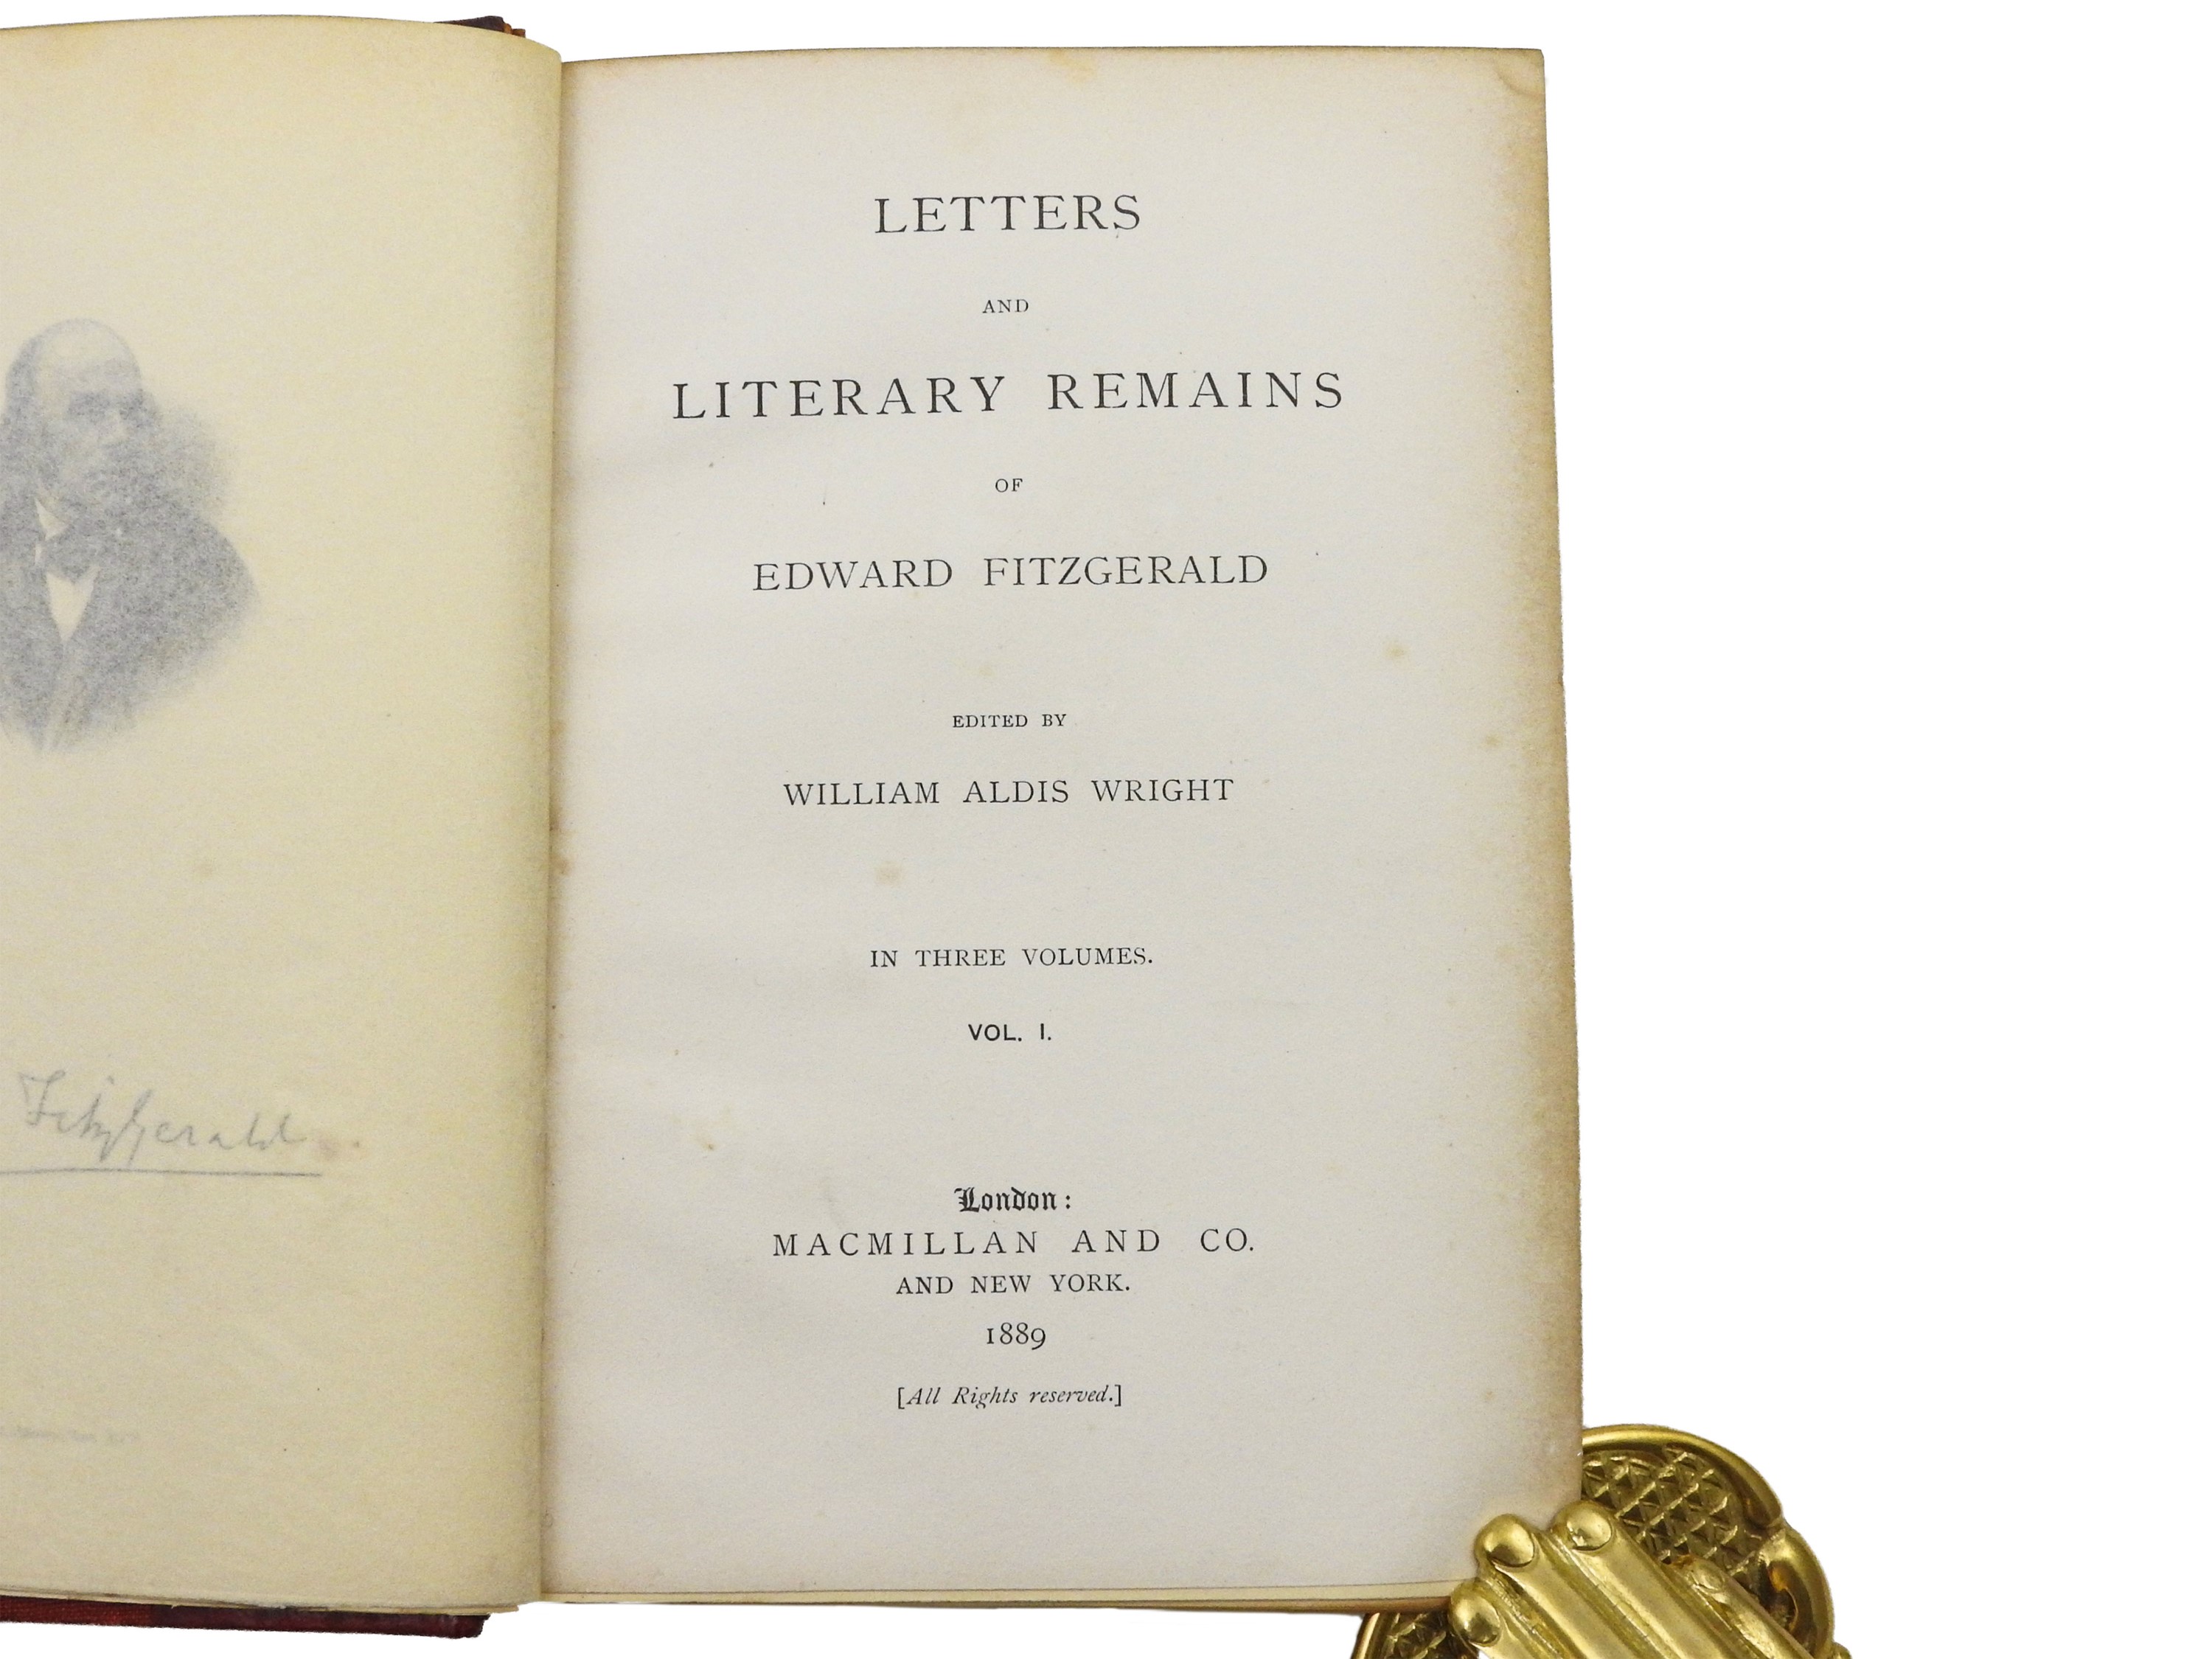 FitzGerald.
LETTERS
AND
LITERARY REMAINS
OF
EDWARD FITZGERALD
EDITED BY
WILLIAM ALDIS WRIGHT
IN THREE VOLUMES.
VOL. I.
London:
MACMILLAN AND CO.
AND NEW YORK.
1889
[All Rights reserved.]